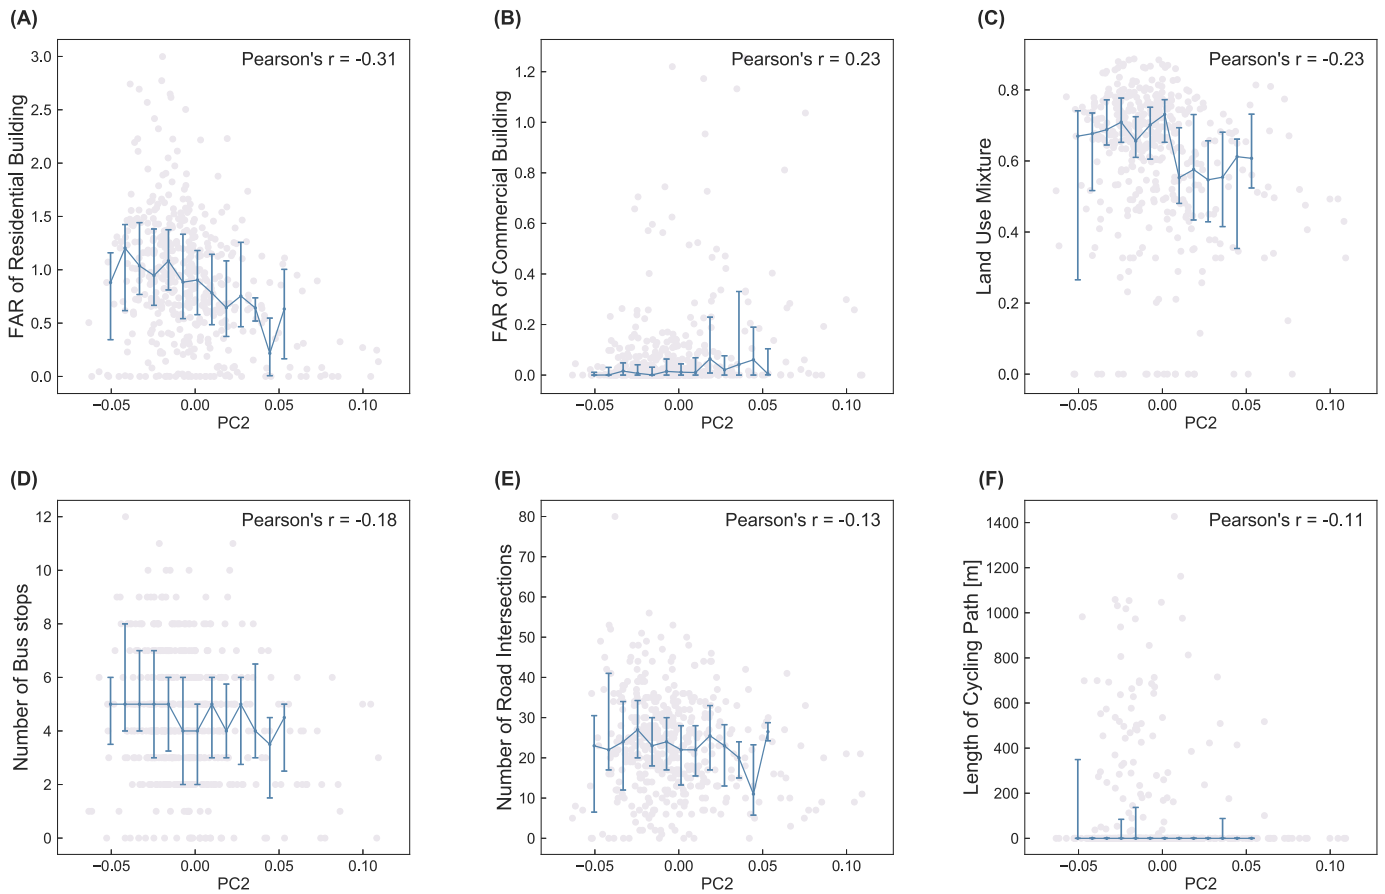 (A)
Pearson's r = -0.31
FAR of Residential Building
3.0
2.5
2.0
1.5
1.0
0.5
0.0
−0.05 0.00 0.05 0.10
PC2
(B)
Pearson's r = 0.23
FAR of Commercial Building
1.2
1.0
0.8
0.6
0.4
0.2
0.0
−0.05 0.00 0.05 0.10
PC2
(C)
Pearson's r = -0.23
Land Use Mixture
0.8
0.6
0.4
0.2
0.0
−0.05 0.00 0.05 0.10
PC2
(D)
Pearson's r = -0.18
Number of Bus stops
12
10
8
6
4
2
0
−0.05 0.00 0.05 0.10
PC2
(E)
Pearson's r = -0.13
Number of Road Intersections
80
70
60
50
40
30
20
10
0
−0.05 0.00 0.05 0.10
PC2
(F)
Pearson's r = -0.11
Length of Cycling Path [m]
1400
1200
1000
800
600
400
200
0
−0.05 0.00 0.05 0.10
PC2